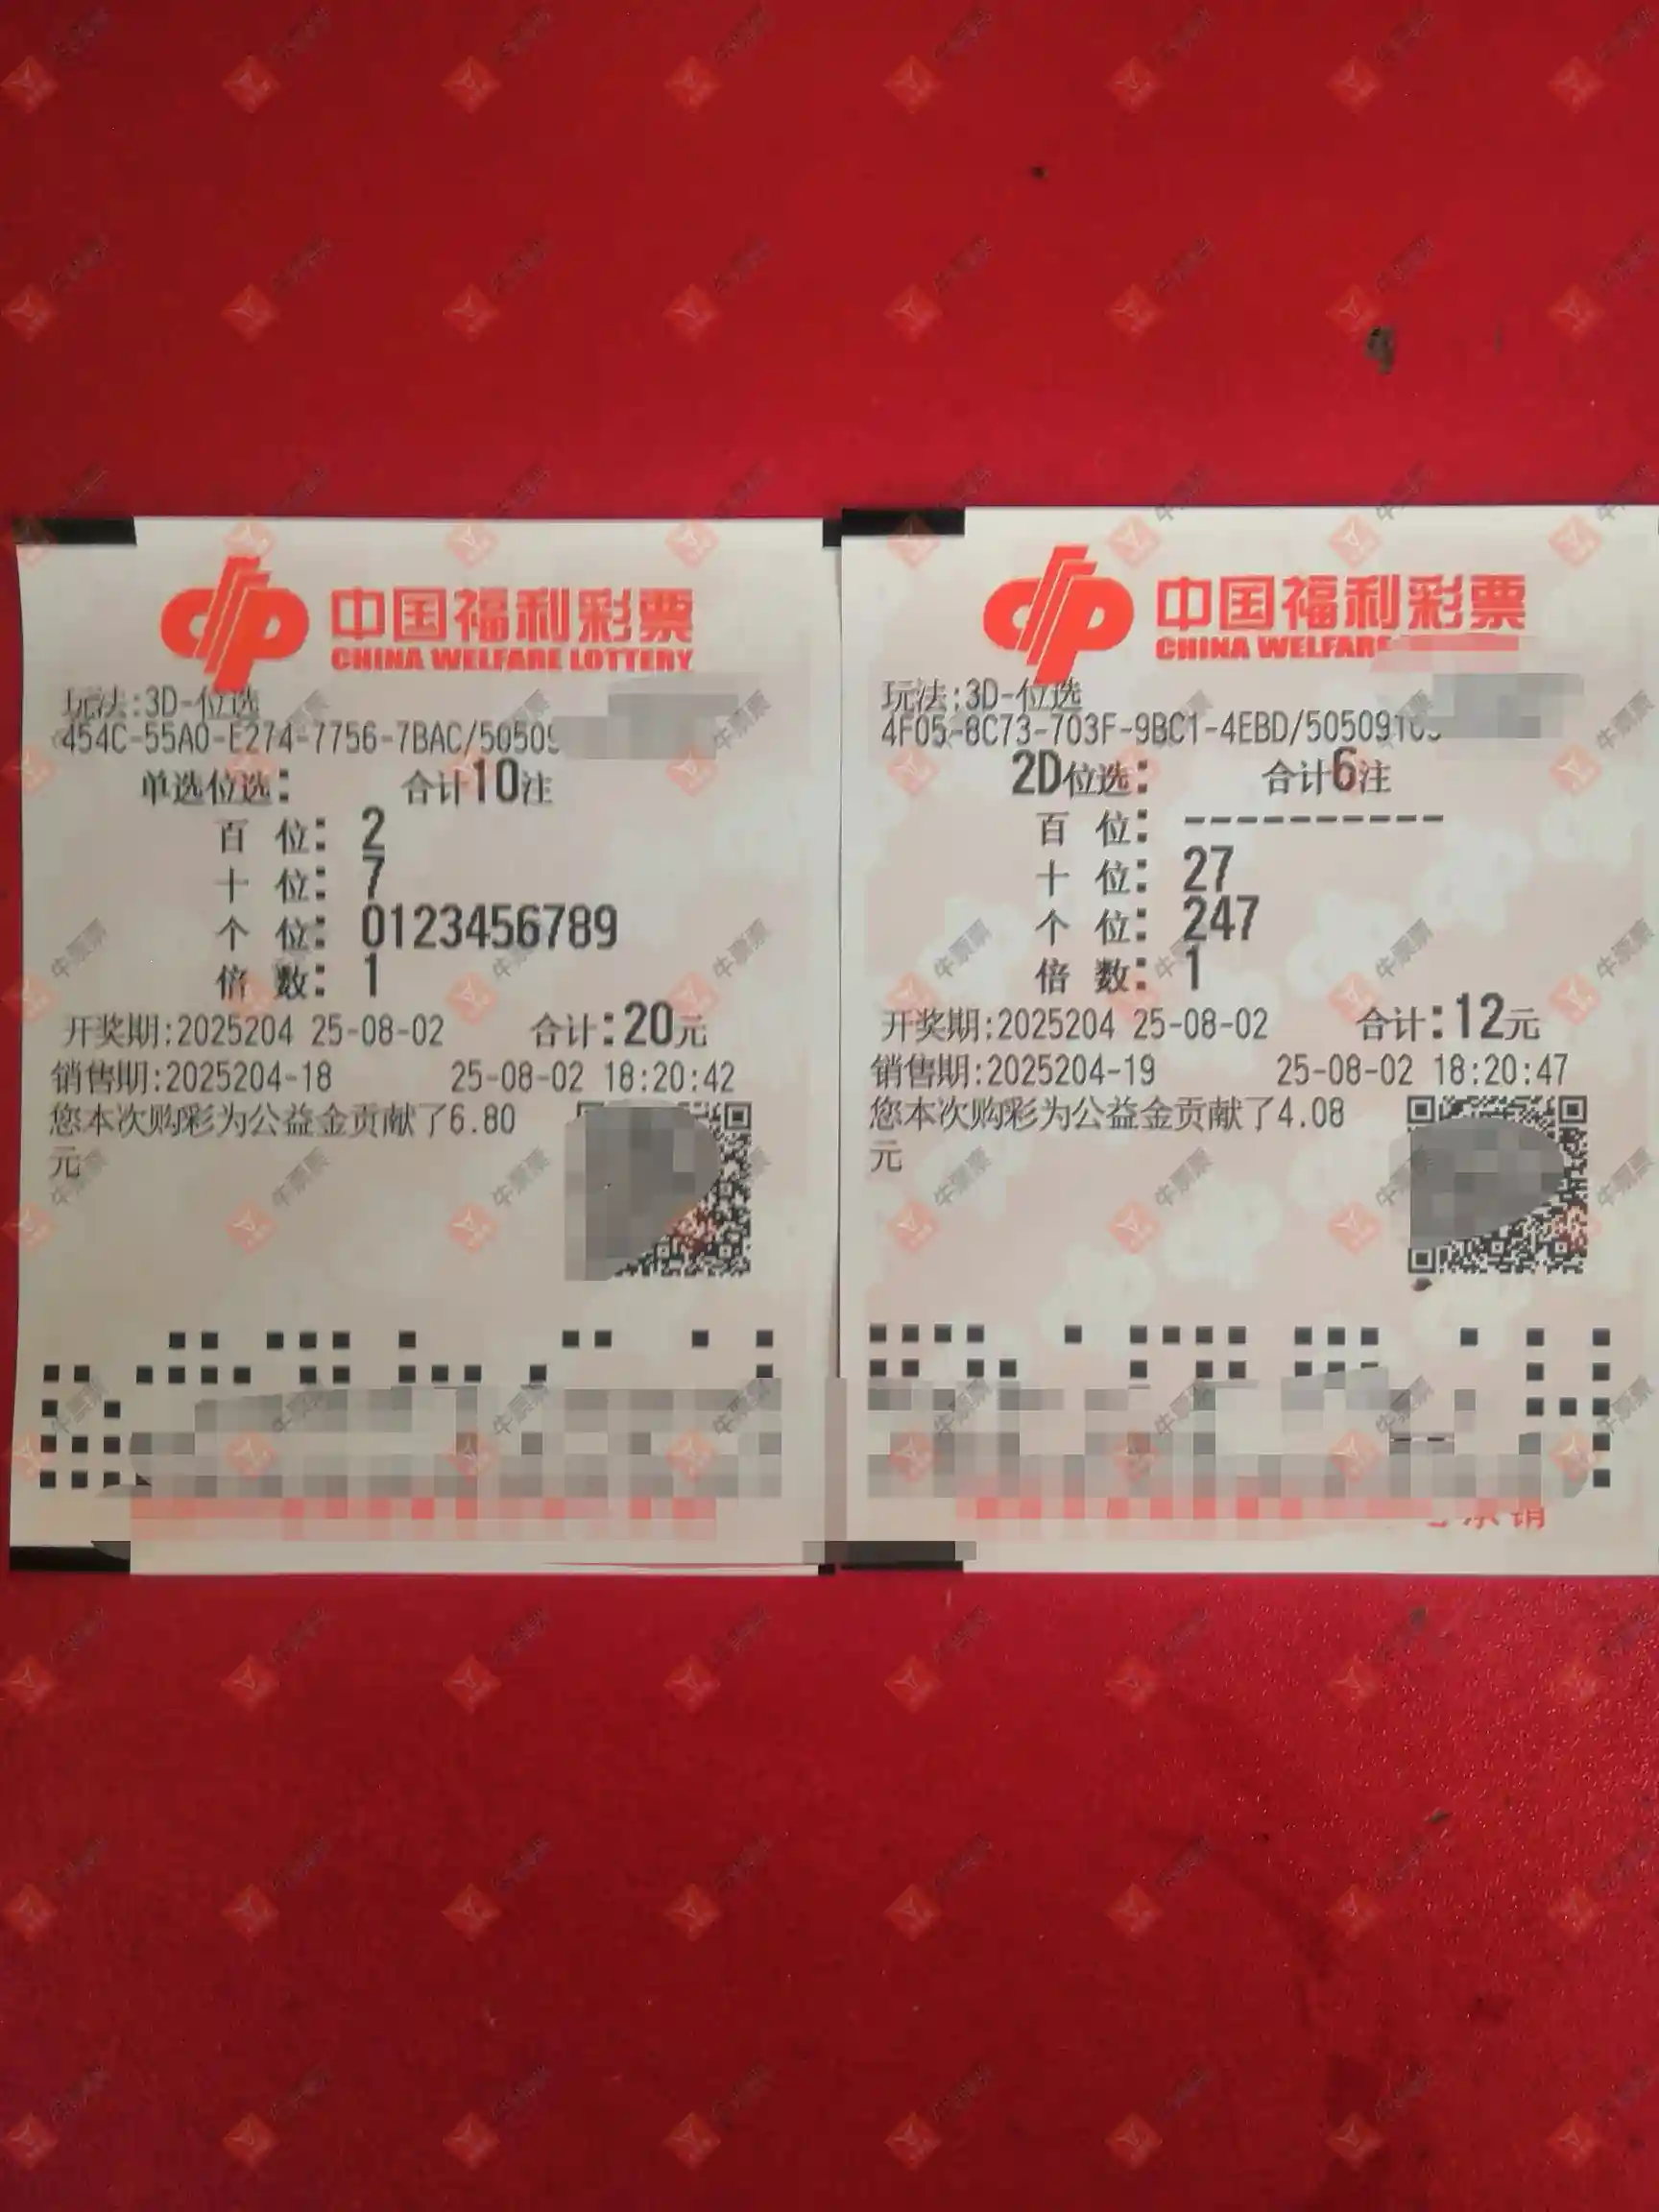 中国福利彩票
CHINA WELFARE LOTTERY
玩法:3D-位选
454C-55A0-E274-7756-7BAC/50509
单选位选: 合计10注
百 位: 2
十 位: 7
个 位: 0123456789
倍 数: 1
开奖期:2025204 25-08-02 合计:20元
销售期:2025204-18 25-08-02 18:20:42
您本次购彩为公益金贡献了6.80
元
中国福利彩票
CHINA WELFARE
玩法:3D-位选
4F05-8C73-703F-9BC1-4EBD/50509105
2D位选: 合计6注
百 位: ----------
十 位: 27
个 位: 247
倍 数: 1
开奖期:2025204 25-08-02 合计:12元
销售期:2025204-19 25-08-02 18:20:47
您本次购彩为公益金贡献了4.08
元
承销
牛票票